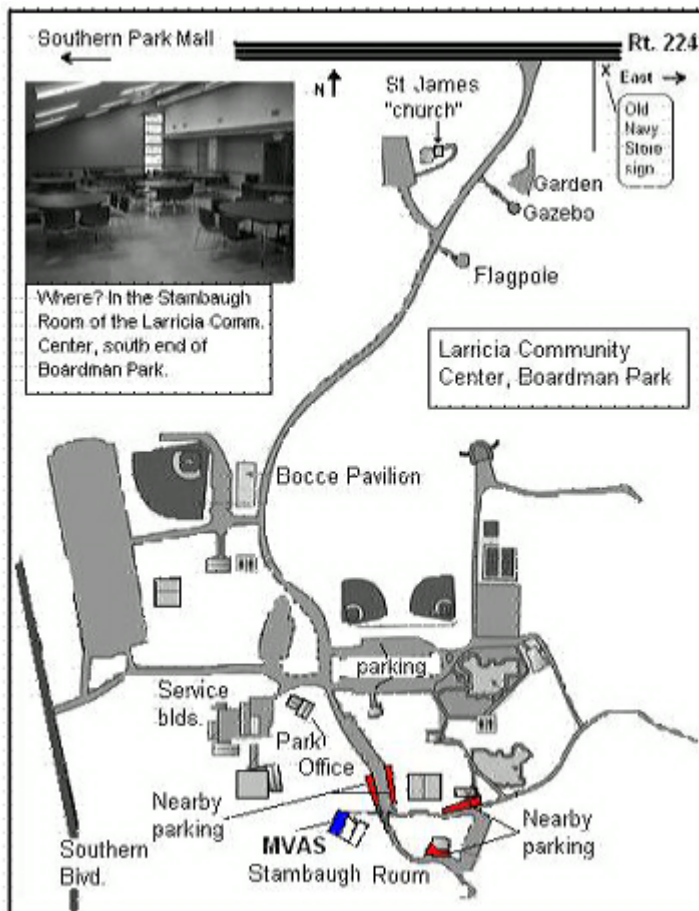 Southern Park Mall
Rt. 224
N
St James
"church"
x
East
Old
Navy
Store
sign
Garden
Gazebo
Flagpole
Where? In the Stambaugh
Room of the Larricia Comm.
Center, south end of
Boardman Park.
Larricia Community
Center, Boardman Park
Bocce Pavilion
parking
Service
blds.
Park
Office
Nearby
parking
MVAS
Stambaugh Room
Nearby
parking
Southern
Blvd.